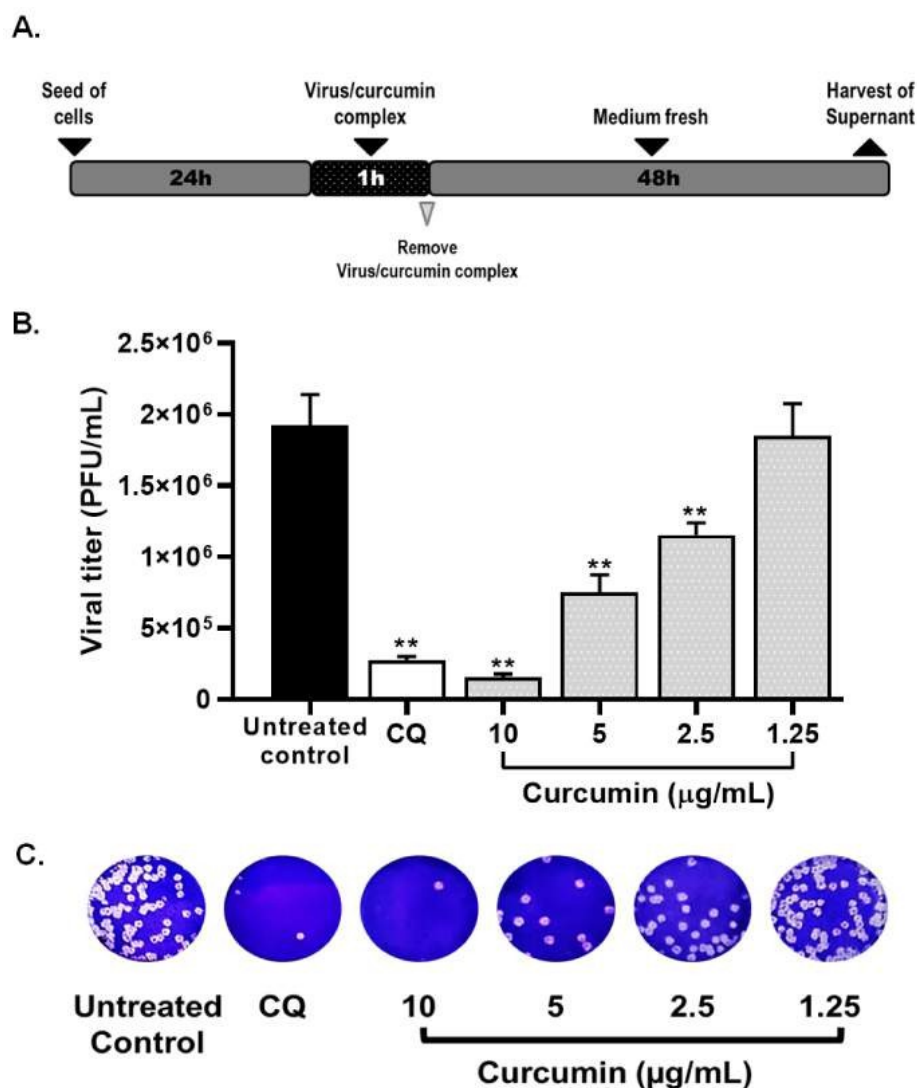 A.
Seed of
cells
Virus/curcumin
complex
Medium fresh
Harvest of
Supernant
24h
1h
48h
Remove
Virus/curcumin complex
B.
Viral titer (PFU/mL)
2.5×10⁶
2×10⁶
1.5×10⁶
1×10⁶
5×10⁵
0
**
**
**
**
Untreated
control
CQ
10
5
2.5
1.25
Curcumin (μg/mL)
C.
Untreated
Control
CQ
10
5
2.5
1.25
Curcumin (µg/mL)